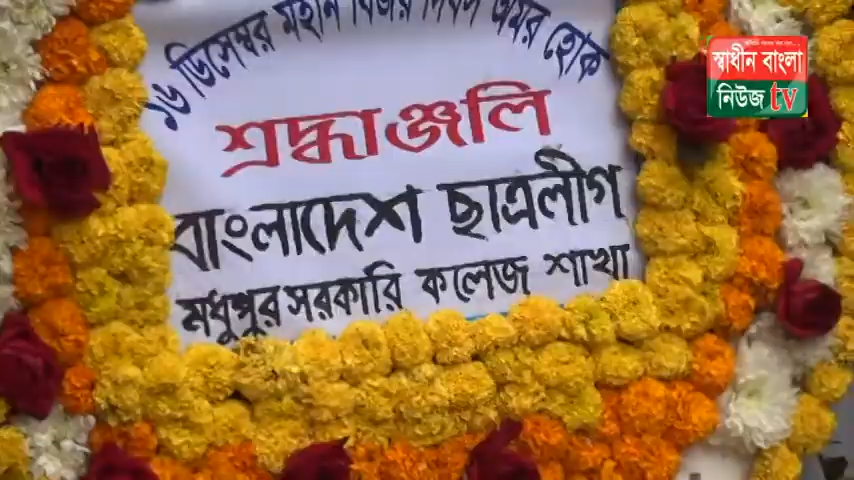 ১৬ ডিসেম্বর মহান বিজয় দিবস অমর হোক
শ্রদ্ধাঞ্জলি
বাংলাদেশ ছাত্রলীগ
মধুপুর সরকারি কলেজ শাখা
স্বাধীন বাংলা
নিউজ tv